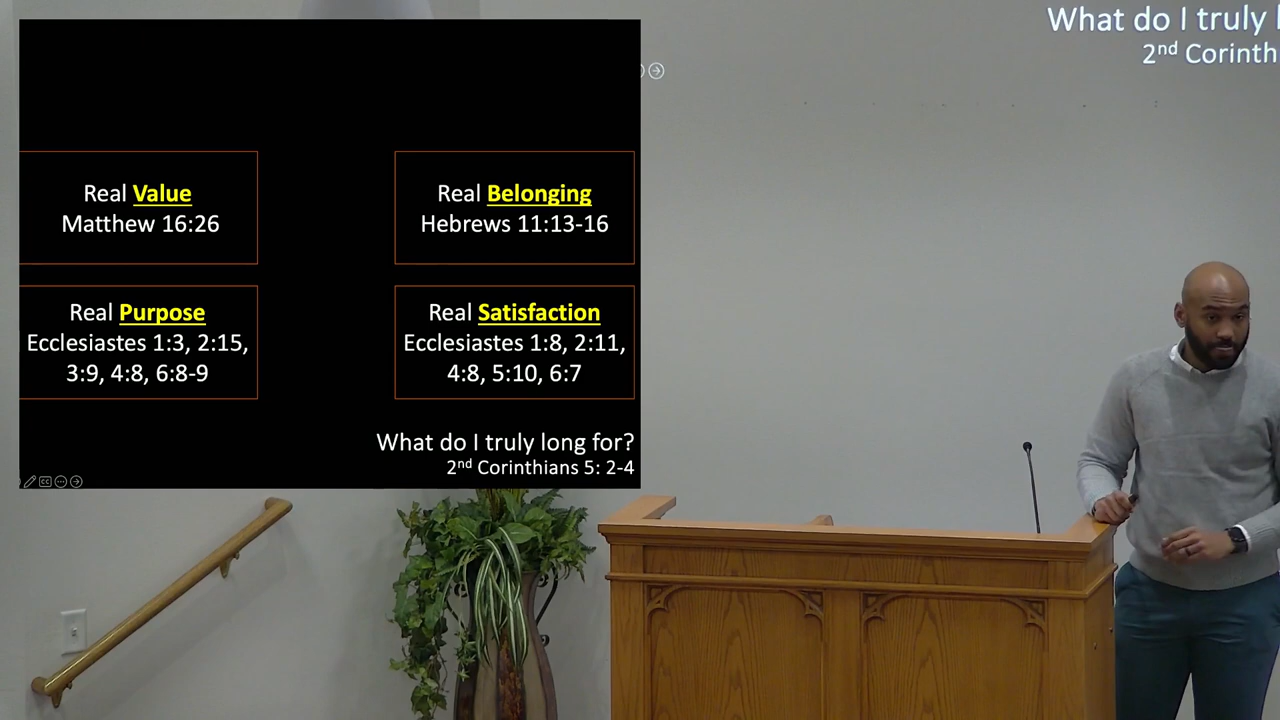 What do I truly
2nd Corinth
Real Value
Matthew 16:26
Real Belonging
Hebrews 11:13-16
Real Purpose
Ecclesiastes 1:3, 2:15,
3:9, 4:8, 6:8-9
Real Satisfaction
Ecclesiastes 1:8, 2:11,
4:8, 5:10, 6:7
What do I truly long for?
2nd Corinthians 5: 2-4
CC